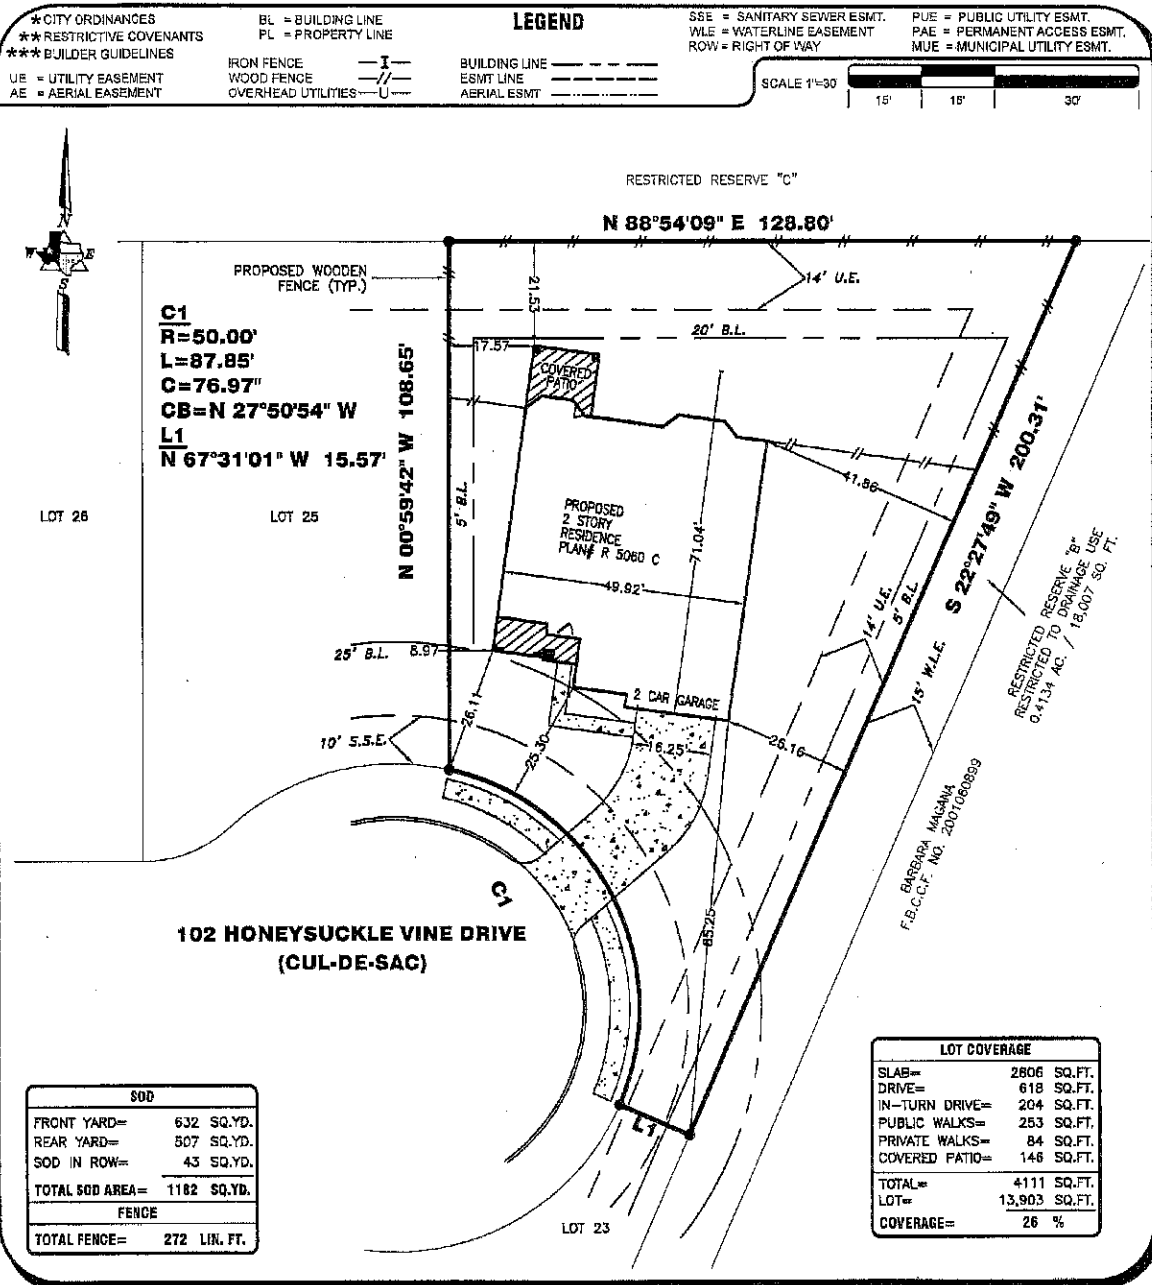 *CITY ORDINANCES
**RESTRICTIVE COVENANTS
***BUILDER GUIDELINES
UE = UTILITY EASEMENT
AE = AERIAL EASEMENT
BL = BUILDING LINE
PL = PROPERTY LINE
IRON FENCE I
WOOD FENCE //
OVERHEAD UTILITIES U
LEGEND
BUILDING LINE
ESMT LINE
AERIAL ESMT
SSE = SANITARY SEWER ESMT.
WLE = WATERLINE EASEMENT
ROW = RIGHT OF WAY
PUE = PUBLIC UTILITY ESMT.
PAE = PERMANENT ACCESS ESMT.
MUE = MUNICIPAL UTILITY ESMT.
SCALE 1"=30'
15' 15' 30'
N
W E
S
RESTRICTED RESERVE "C"
N 88°54'09" E 128.80'
PROPOSED WOODEN
FENCE (TYP.)
21.53
14' U.E.
20' B.L.
C1
R=50.00'
L=87.85'
C=76.97"
CB=N 27°50'54" W
L1
N 67°31'01" W 15.57'
N 00°59'42" W 108.65'
17.57
COVERED
PATIO
5' B.L.
LOT 26
LOT 25
PROPOSED
2 STORY
RESIDENCE
PLAN# R 5060 C
71.04'
49.92'
41.86
S 22°27'49" W 200.31'
14' U.E.
5' B.L.
15' W.L.E.
RESTRICTED RESERVE "B"
RESTRICTED TO DRAINAGE USE
0.4134 AC. / 18,007 SQ. FT.
25' B.L.
8.97
2 CAR GARAGE
26.11
25.30
16.25'
26.16
10' S.S.E.
BARBARA MAGANA
F.B.C.C.F. NO. 2001060899
C1
65.25
102 HONEYSUCKLE VINE DRIVE
(CUL-DE-SAC)
L1
LOT 23
SOD
FRONT YARD= 632 SQ.YD.
REAR YARD= 507 SQ.YD.
SOD IN ROW= 43 SQ.YD.
TOTAL SOD AREA= 1182 SQ.YD.
FENCE
TOTAL FENCE= 272 LIN. FT.
LOT COVERAGE
SLAB= 2806 SQ.FT.
DRIVE= 618 SQ.FT.
IN-TURN DRIVE= 204 SQ.FT.
PUBLIC WALKS= 253 SQ.FT.
PRIVATE WALKS= 84 SQ.FT.
COVERED PATIO= 146 SQ.FT.
TOTAL= 4111 SQ.FT.
LOT= 13,903 SQ.FT.
COVERAGE= 26 %